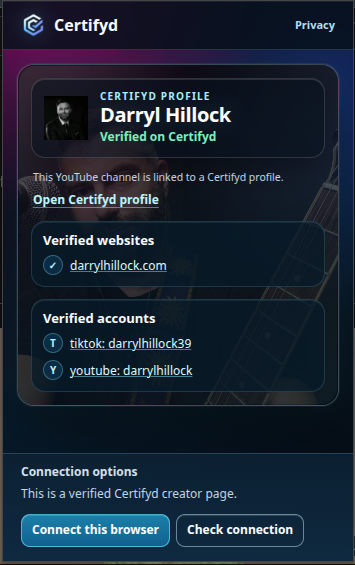 Certifyd
Privacy
CERTIFYD PROFILE
Darryl Hillock
Verified on Certifyd
This YouTube channel is linked to a Certifyd profile.
Open Certifyd profile
Verified websites
✓ darrylhillock.com
Verified accounts
T tiktok: darrylhillock39
Y youtube: darrylhillock
Connection options
This is a verified Certifyd creator page.
Connect this browser
Check connection